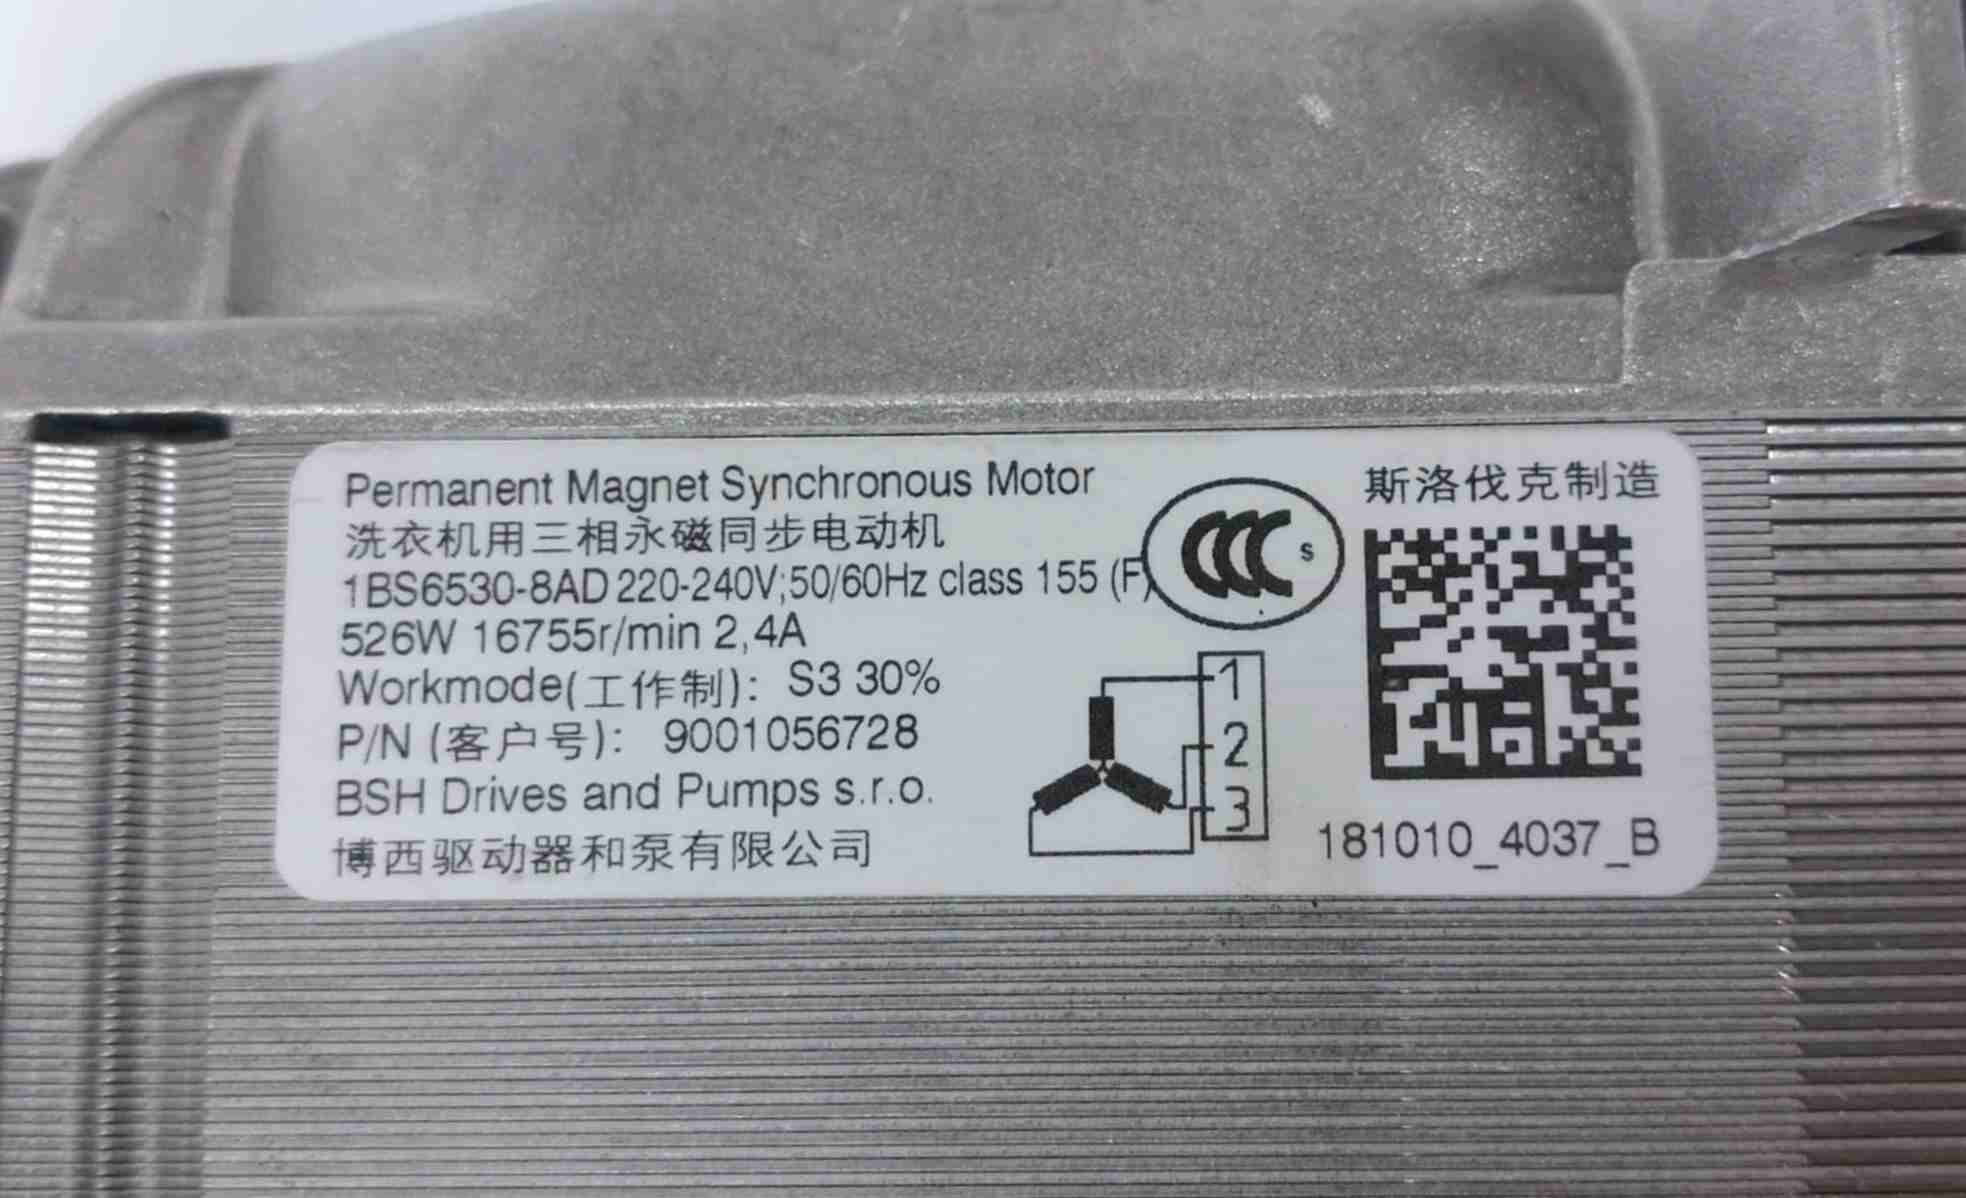 Permanent Magnet Synchronous Motor
洗衣机用三相永磁同步电动机
1BS6530-8AD 220-240V;50/60Hz class 155 (F)
526W 16755r/min 2,4A
Workmode(工作制): S3 30%
P/N (客户号): 9001056728
BSH Drives and Pumps s.r.o.
博西驱动器和泵有限公司
CCC S
1
2
3
斯洛伐克制造
181010_4037_B